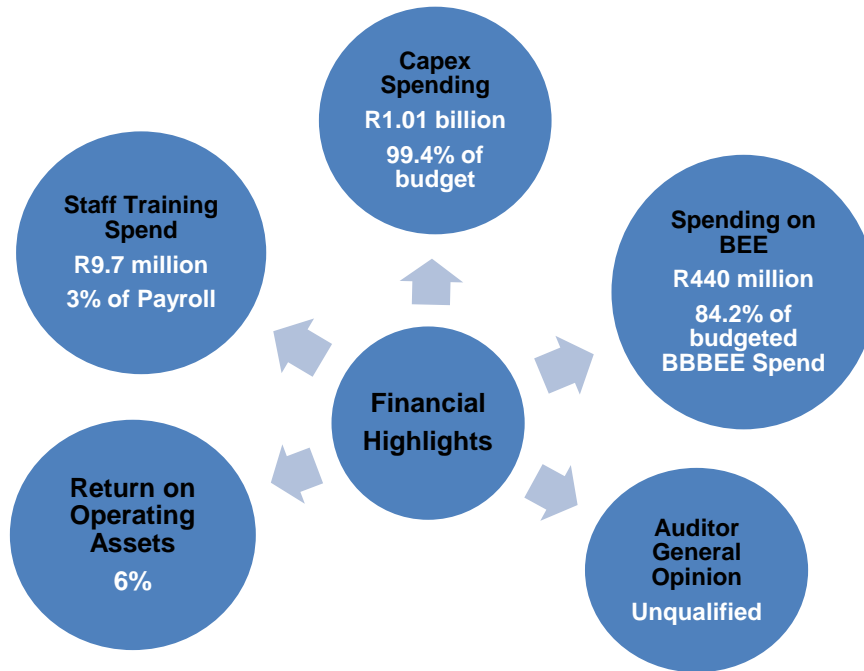 Capex
Spending
R1.01 billion
99.4% of
budget
Staff Training
Spend
R9.7 million
3% of Payroll
Spending on
BEE
R440 million
84.2% of
budgeted
BBBEE Spend
Financial
Highlights
Return on
Operating
Assets
6%
Auditor
General
Opinion
Unqualified